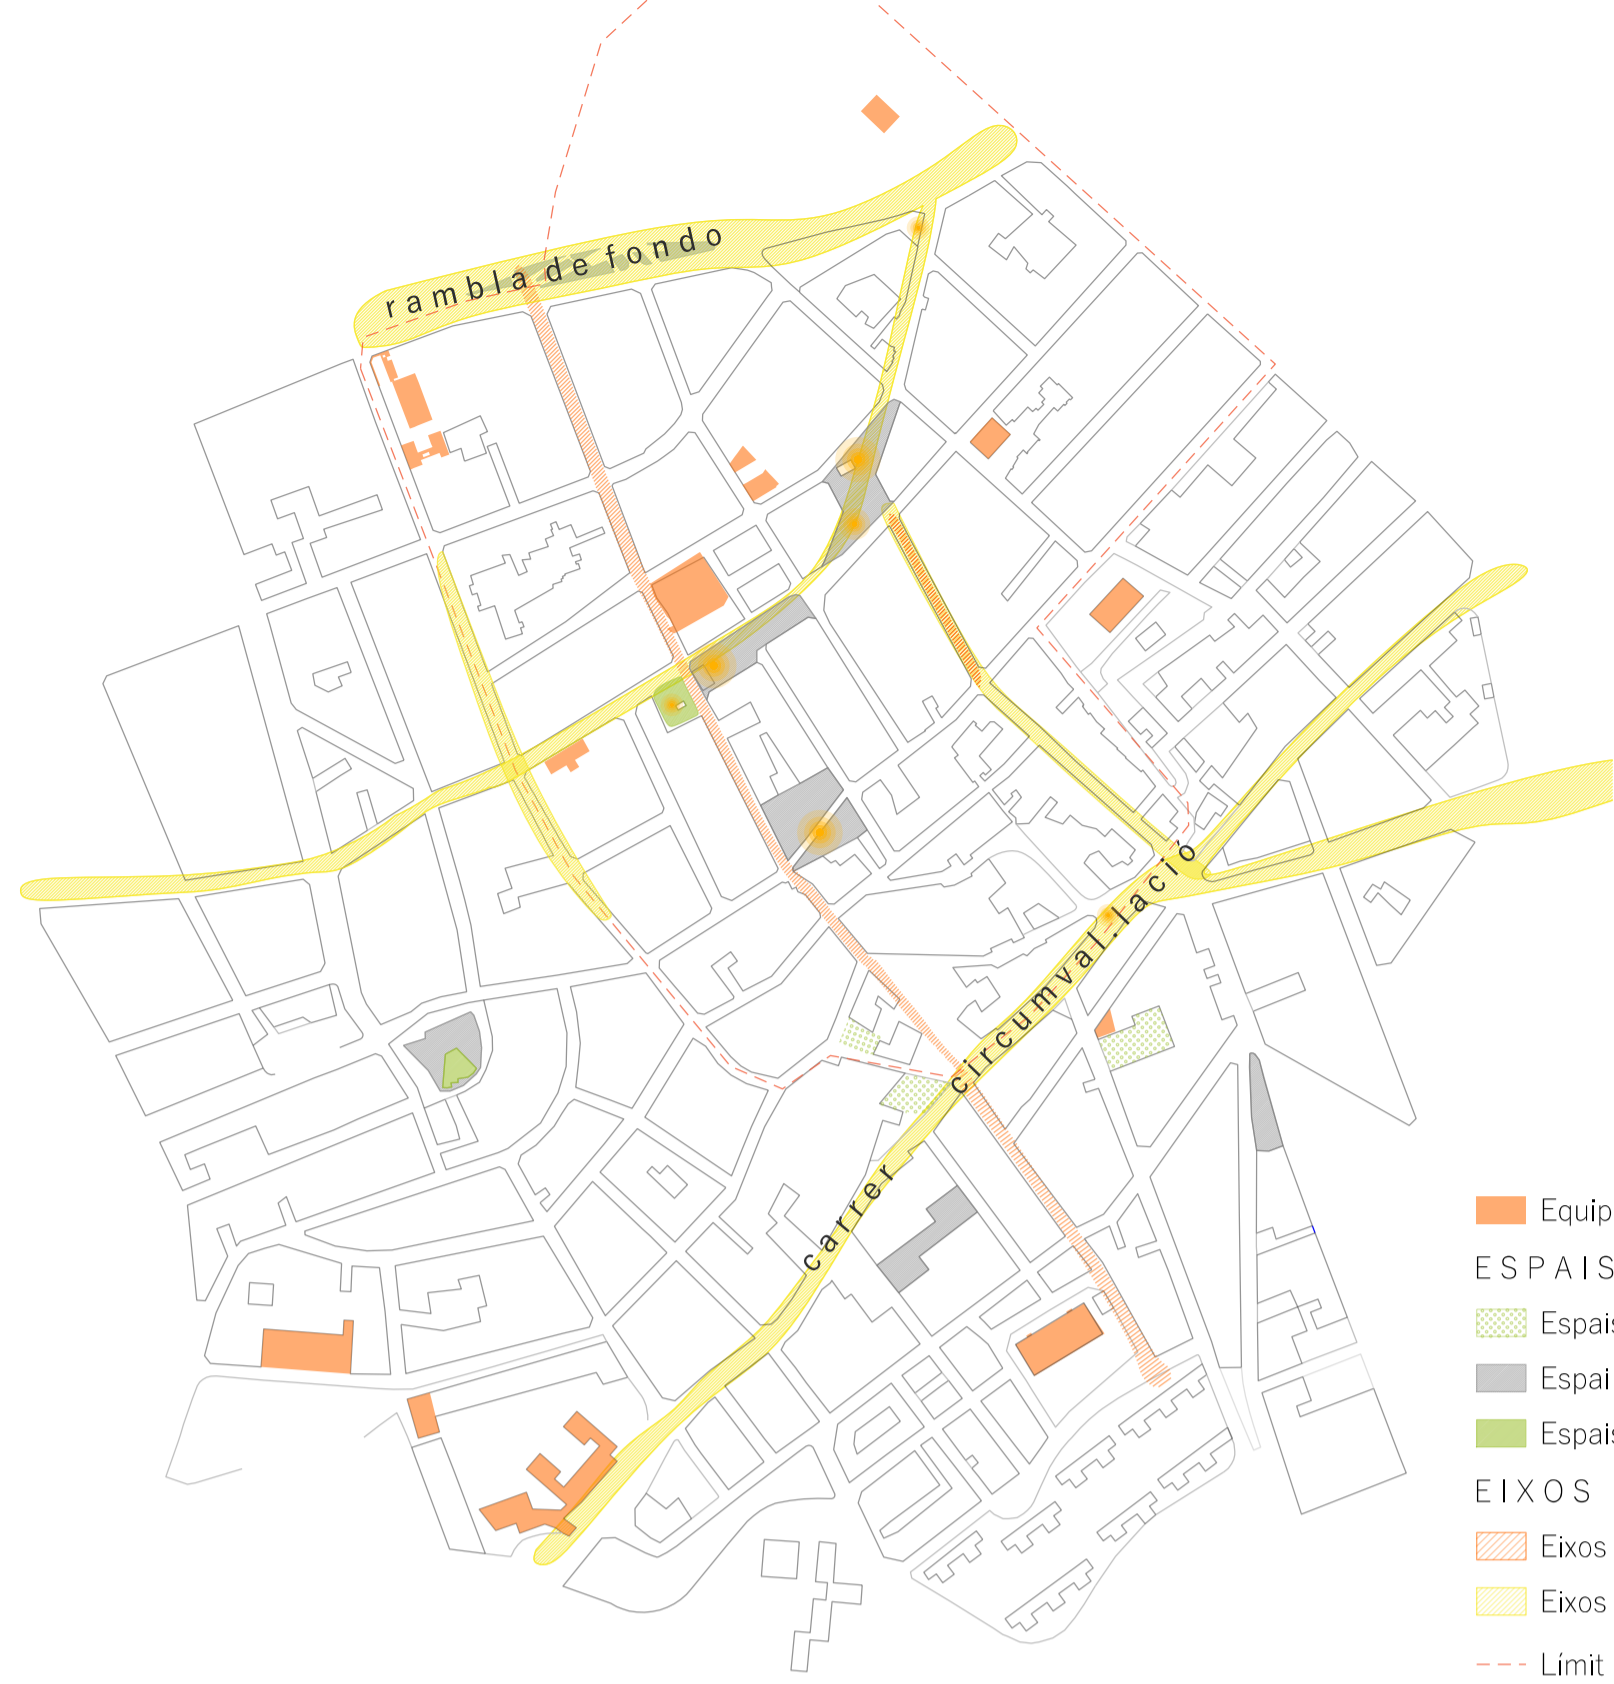 rambla de fondo
carrer circumval.lació
Equip
ESPAIS
Espais
Espai
Espais
EIXOS
Eixos
Eixos
Límit